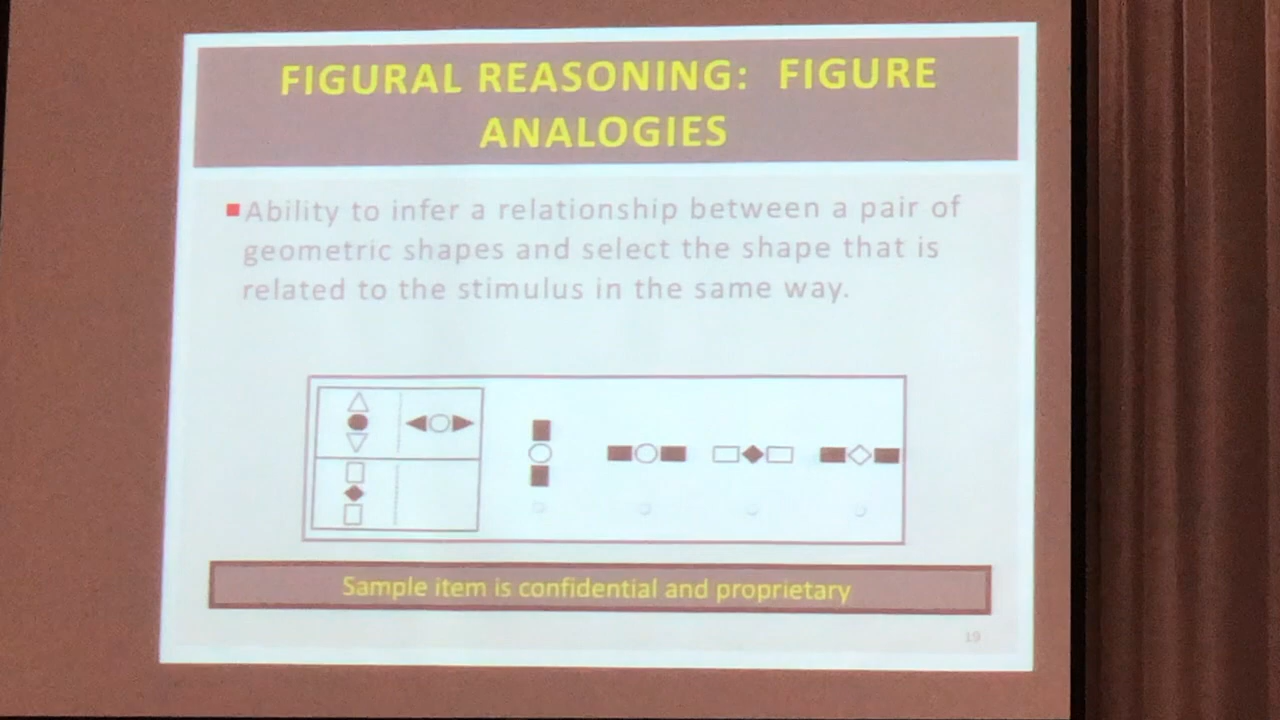 FIGURAL REASONING: FIGURE
ANALOGIES
Ability to infer a relationship between a pair of
geometric shapes and select the shape that is
related to the stimulus in the same way.
Sample item is confidential and proprietary
19